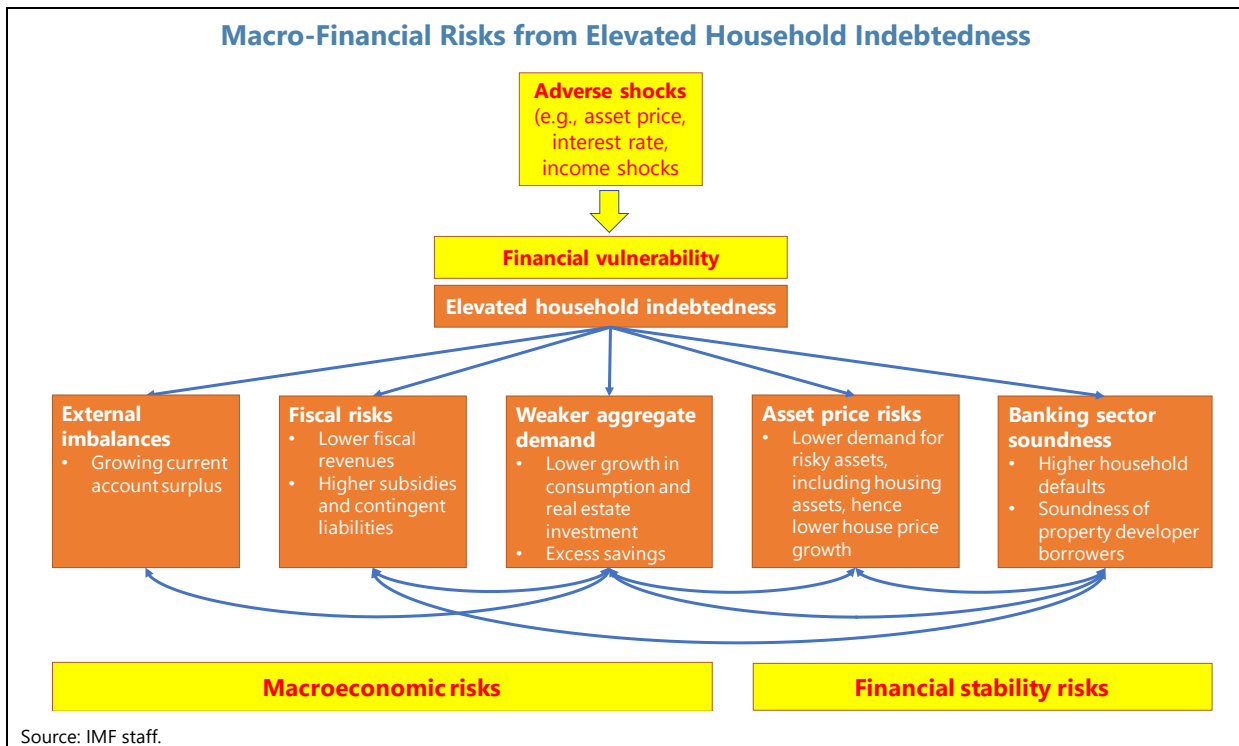 Macro-Financial Risks from Elevated Household Indebtedness
Adverse shocks
(e.g., asset price,
interest rate,
income shocks
Financial vulnerability
Elevated household indebtedness
External
imbalances
• Growing current
account surplus
Fiscal risks
• Lower fiscal
revenues
• Higher subsidies
and contingent
liabilities
Weaker aggregate
demand
• Lower growth in
consumption and
real estate
investment
• Excess savings
Asset price risks
• Lower demand for
risky assets,
including housing
assets, hence
lower house price
growth
Banking sector
soundness
• Higher household
defaults
• Soundness of
property developer
borrowers
Macroeconomic risks
Financial stability risks
Source: IMF staff.